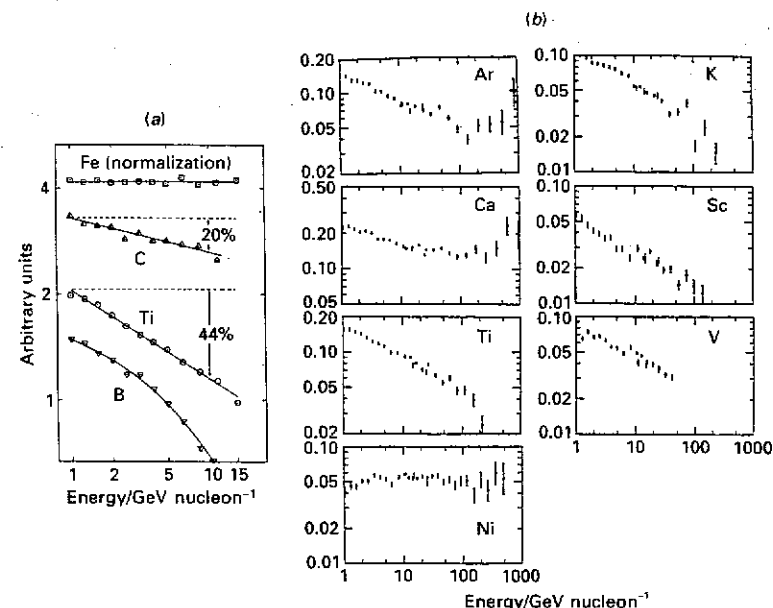 (a)
Fe (normalization)
4
20%
C
2
Ti
44%
B
1
Arbitrary units
1 2 5 10 15
Energy/GeV nucleon⁻¹
(b)
0.20
Ar
0.10
0.05
0.02
0.10
K
0.05
0.01
0.50
Ca
0.20
0.10
0.05
0.10
Sc
0.05
0.02
0.01
0.20
Ti
0.10
0.05
0.02
0.10
V
0.05
0.02
0.01
1 10 100 1000
0.10
0.05
0.02
Ni
0.01
1 10 100 1000
Energy/GeV nucleon⁻¹